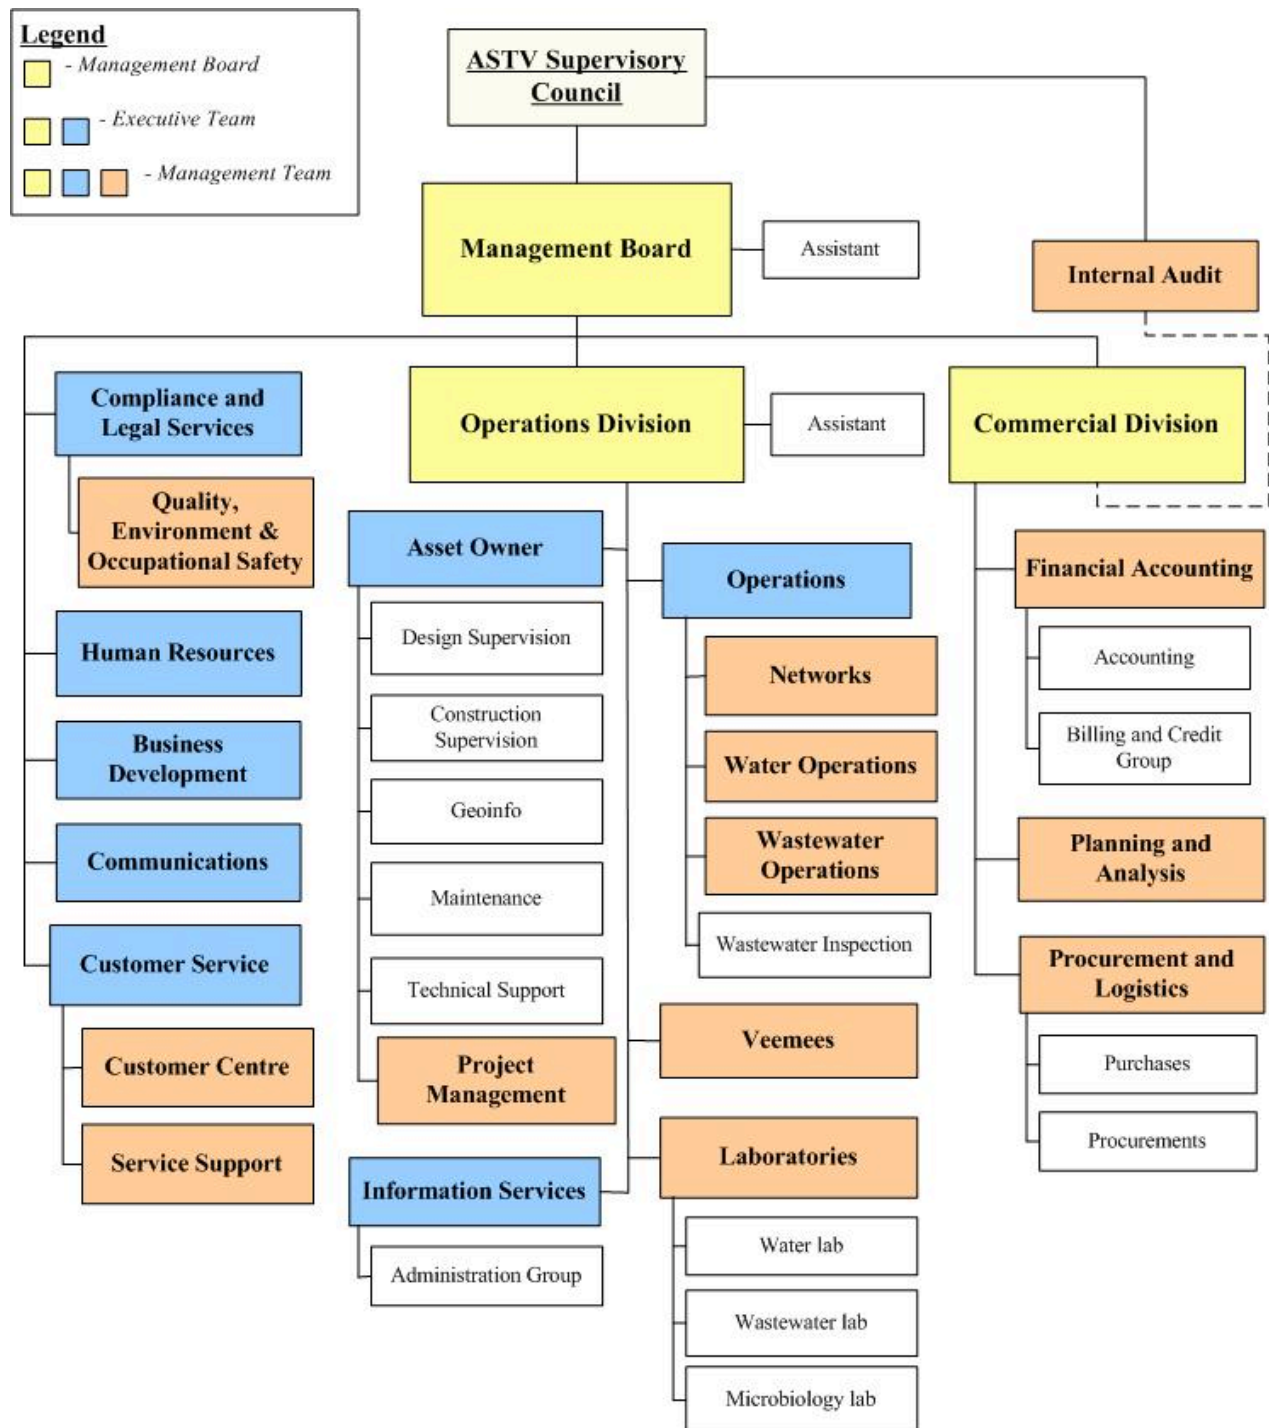 Legend
- Management Board
- Executive Team
- Management Team
ASTV Supervisory
Council
Management Board
Assistant
Internal Audit
Compliance and
Legal Services
Quality,
Environment &
Occupational Safety
Human Resources
Business
Development
Communications
Customer Service
Customer Centre
Service Support
Operations Division
Assistant
Asset Owner
Design Supervision
Construction
Supervision
Geoinfo
Maintenance
Technical Support
Project
Management
Information Services
Administration Group
Operations
Networks
Water Operations
Wastewater
Operations
Wastewater Inspection
Veemees
Laboratories
Water lab
Wastewater lab
Microbiology lab
Commercial Division
Financial Accounting
Accounting
Billing and Credit
Group
Planning and
Analysis
Procurement and
Logistics
Purchases
Procurements